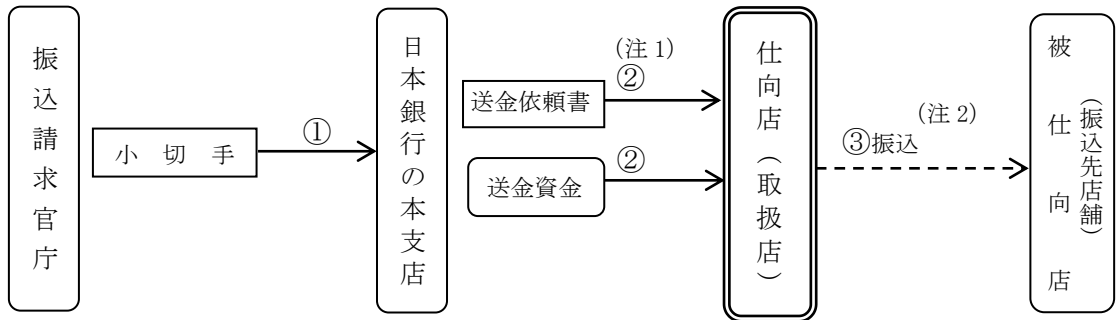 振込請求官庁
小切手
①
日本銀行の本支店
(注1)
②
送金依頼書
②
送金資金
仕向店（取扱店）
(注2)
③振込
被仕向店
（振込先店舗）